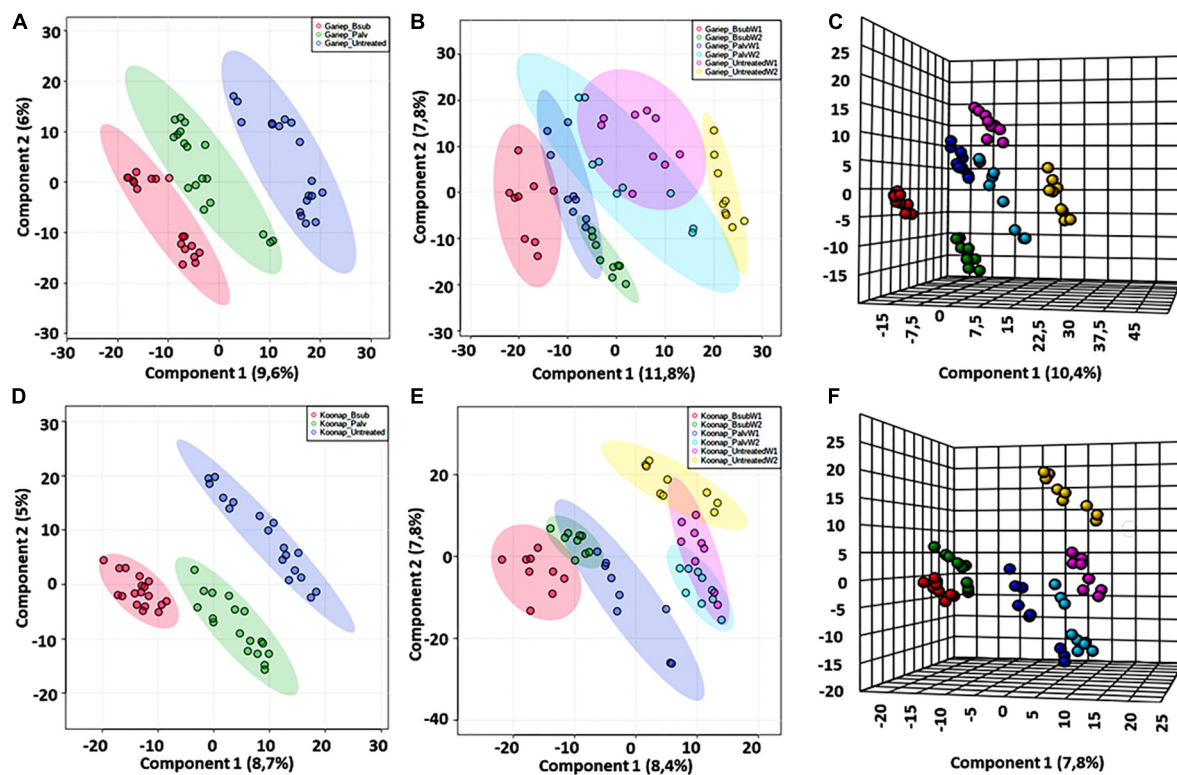 A
Gariep_Bsub
Gariep_Palv
Gariep_Untreated
30
20
10
0
-10
-20
-30
Component 2 (6%)
-30 -20 -10 0 10 20 30
Component 1 (9,6%)
B
Gariep_BsubW1
Gariep_BsubW2
Gariep_PalvW1
Gariep_PalvW2
Gariep_UntreatedW1
Gariep_UntreatedW2
30
20
10
0
-10
-20
-30
Component 2 (7,8%)
-30 -20 -10 0 10 20 30
Component 1 (11,8%)
C
25
20
15
10
5
0
-5
-10
-15
-15 -7,5 0 7,5 15 22,5 30 37,5 45
Component 1 (10,4%)
D
Koonap_Bsub
Koonap_Palv
Koonap_Untreated
30
20
10
0
-10
-20
Component 2 (5%)
-20 -10 0 10 20 30
Component 1 (8,7%)
E
Koonap_BsubW1
Koonap_BsubW2
Koonap_PalvW1
Koonap_PalvW2
Koonap_UntreatedW1
Koonap_UntreatedW2
20
0
-20
-40
Component 2 (7,8%)
-20 -10 0 10 20
Component 1 (8,4%)
F
25
20
15
10
5
0
-5
-10
-15
-20
-20 -15 -10 -5 0 5 10 15 20 25
Component 1 (7,8%)